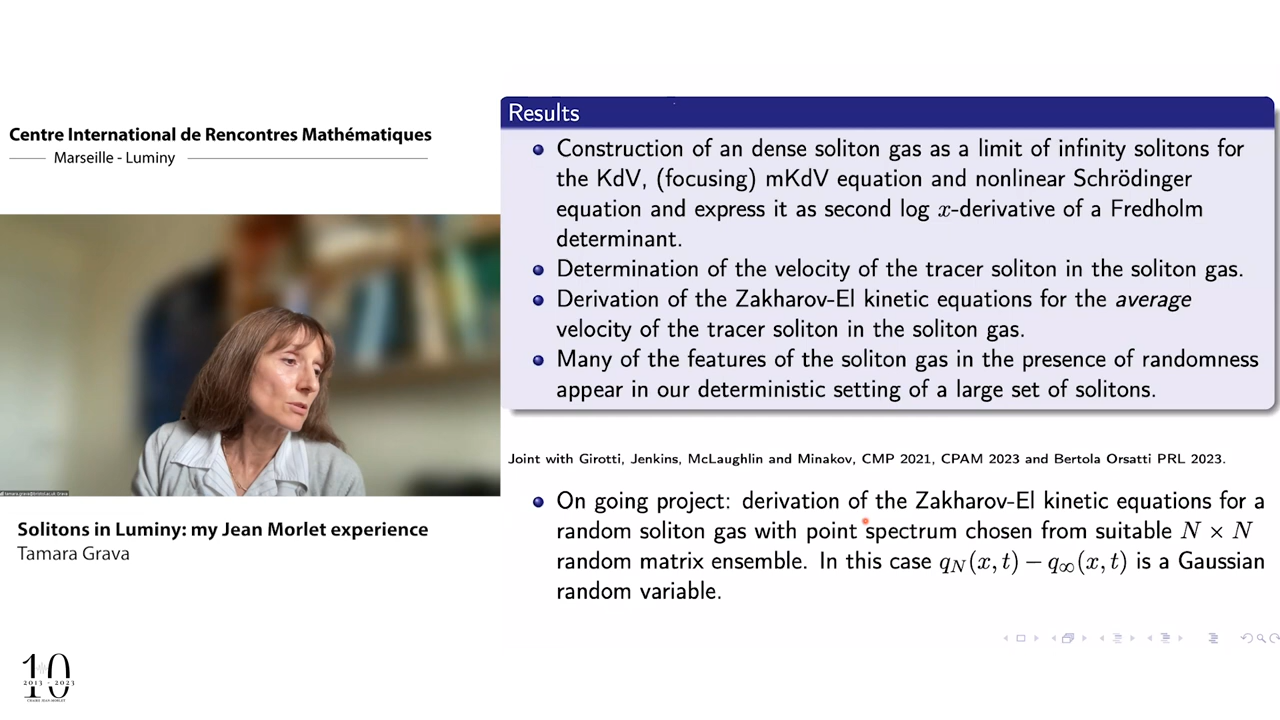 Centre International de Rencontres Mathématiques
Marseille - Luminy
Solitons in Luminy: my Jean Morlet experience
Tamara Grava
10
2013 - 2023
Results
Construction of an dense soliton gas as a limit of infinity solitons for
the KdV, (focusing) mKdV equation and nonlinear Schrödinger
equation and express it as second log x-derivative of a Fredholm
determinant.
Determination of the velocity of the tracer soliton in the soliton gas.
Derivation of the Zakharov-El kinetic equations for the average
velocity of the tracer soliton in the soliton gas.
Many of the features of the soliton gas in the presence of randomness
appear in our deterministic setting of a large set of solitons.
Joint with Girotti, Jenkins, McLaughlin and Minakov, CMP 2021, CPAM 2023 and Bertola Orsatti PRL 2023.
On going project: derivation of the Zakharov-El kinetic equations for a
random soliton gas with point spectrum chosen from suitable N × N
random matrix ensemble. In this case q_N(x, t) − q_∞(x, t) is a Gaussian
random variable.